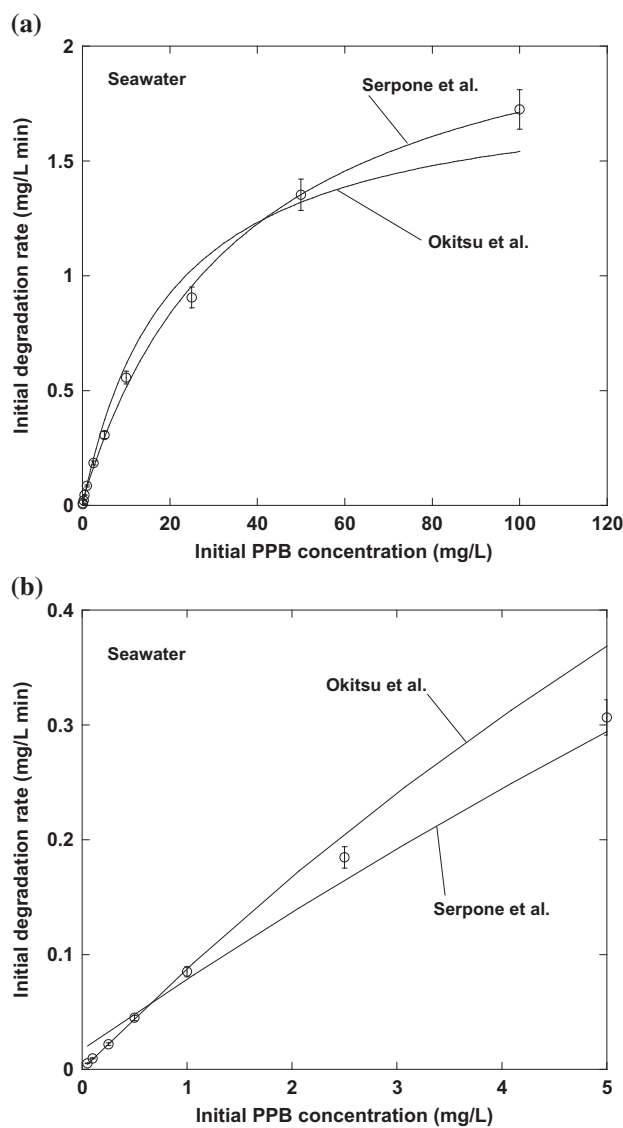 (a)
2
Seawater
Serpone et al.
1.5
Okitsu et al.
1
0.5
0
Initial degradation rate (mg/L min)
0 20 40 60 80 100 120
Initial PPB concentration (mg/L)
(b)
0.4
Seawater
Okitsu et al.
0.3
0.2
Serpone et al.
0.1
0
Initial degradation rate (mg/L min)
0 1 2 3 4 5
Initial PPB concentration (mg/L)